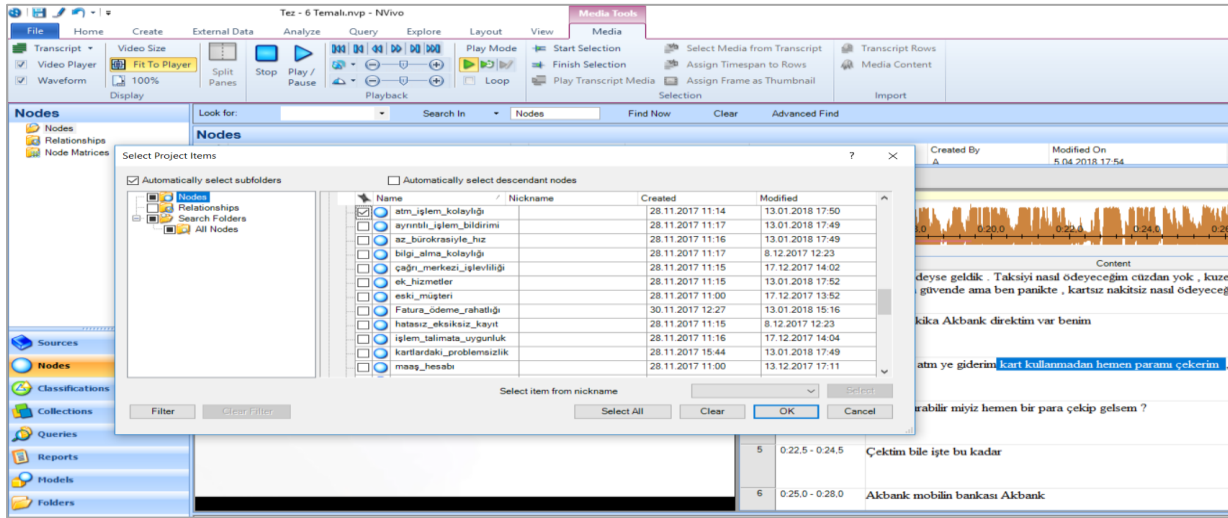 Tez - 6 Temalı.nvp - NVivo
Media Tools
File Home Create External Data Analyze Query Explore Layout View Media
Transcript Video Size Play Mode Start Selection Select Media from Transcript Transcript Rows
Video Player Fit To Player Split Panes Stop Play / Pause Finish Selection Assign Timespan to Rows Media Content
Waveform 100% Loop Play Transcript Media Assign Frame as Thumbnail
Display Playback Selection Import
Nodes Look for: Search In Nodes Find Now Clear Advanced Find
Nodes
Relationships
Node Matrices
Nodes
Created By Modified On
A 5.04.2018 17:54
Select Project Items ? ×
Automatically select subfolders Automatically select descendant nodes
Nodes
Relationships
Search Folders
All Nodes
Name Nickname Created Modified
atm_işlem_kolaylığı 28.11.2017 11:14 13.01.2018 17:50
ayrıntılı_işlem_bildirimi 28.11.2017 11:17 13.01.2018 17:49
az_bürokrasiyle_hız 28.11.2017 11:16 13.01.2018 17:49
bilgi_alma_kolaylığı 28.11.2017 11:17 8.12.2017 12:23
çağrı_merkezi_işlevliliği 28.11.2017 11:15 17.12.2017 14:02
ek_hizmetler 28.11.2017 11:15 13.01.2018 17:52
eski_müşteri 28.11.2017 11:00 17.12.2017 13:52
Fatura_ödeme_rahatlığı 30.11.2017 12:27 13.01.2018 15:16
hatasız_eksiksiz_kayıt 28.11.2017 11:15 8.12.2017 12:23
işlem_talimata_uygunluk 28.11.2017 11:16 17.12.2017 14:04
kartlardaki_problemsizlik 28.11.2017 15:44 13.01.2018 17:49
maaş_hesabı 28.11.2017 11:00 13.12.2017 17:11
Select item from nickname Select
Filter Clear Filter Select All Clear OK Cancel
0:20,0 0:22,0 0:24,0
Content
geldik . Taksiyi nasıl ödeyeceğim cüzdan yok ,
güvende ama ben panikte , kartsız nakitsiz nasıl
Akbank direktim var benim
atm ye giderim kart kullanmadan hemen paramı çekerim ,
miyiz hemen bir para çekip gelsem ?
5 0:22,5 - 0:24,5 Çektim bile işte bu kadar
6 0:25,0 - 0:28,0 Akbank mobilin bankası Akbank
Sources
Nodes
Classifications
Collections
Queries
Reports
Models
Folders